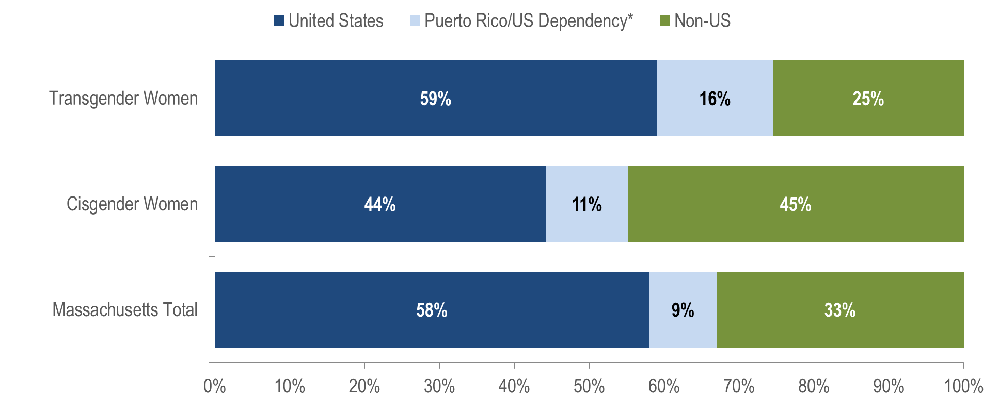 United States Puerto Rico/US Dependency* Non-US
Transgender Women 59% 16% 25%
Cisgender Women 44% 11% 45%
Massachusetts Total 58% 9% 33%
0% 10% 20% 30% 40% 50% 60% 70% 80% 90% 100%